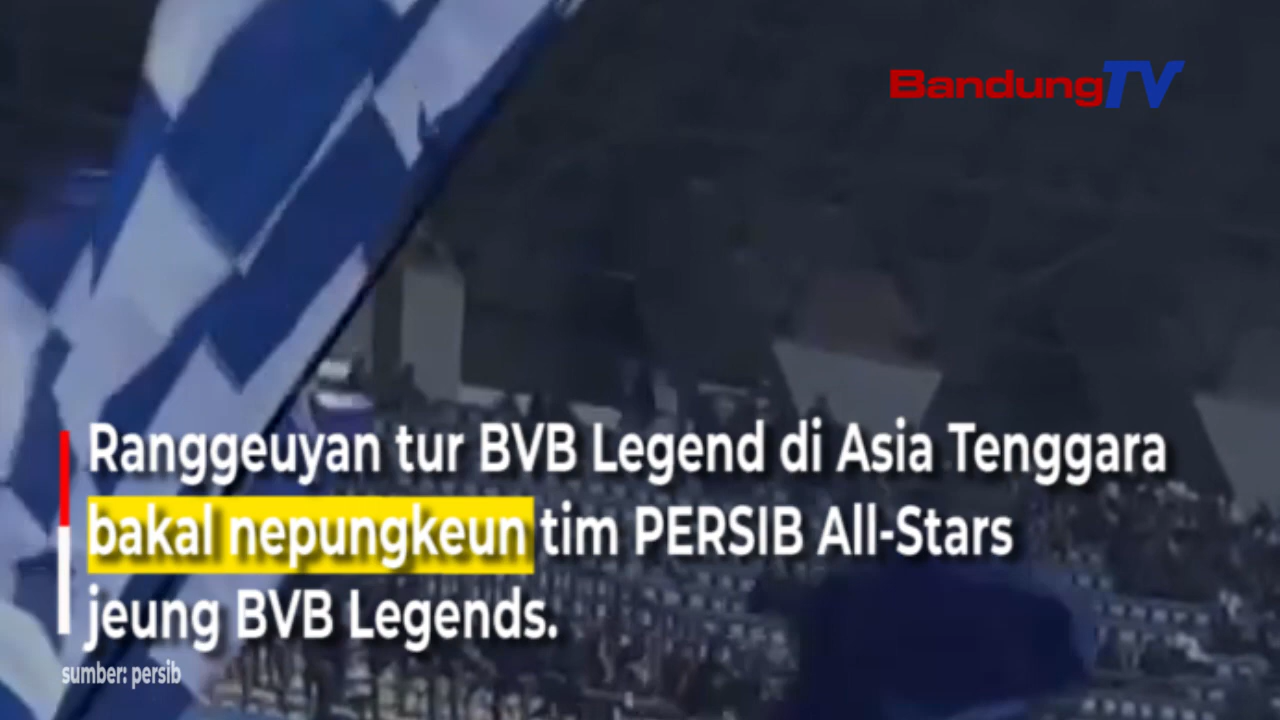 BandungTV
Ranggeuyan tur BVB Legend di Asia Tenggara
bakal nepungkeun tim PERSIB All-Stars
jeung BVB Legends.
sumber: persib